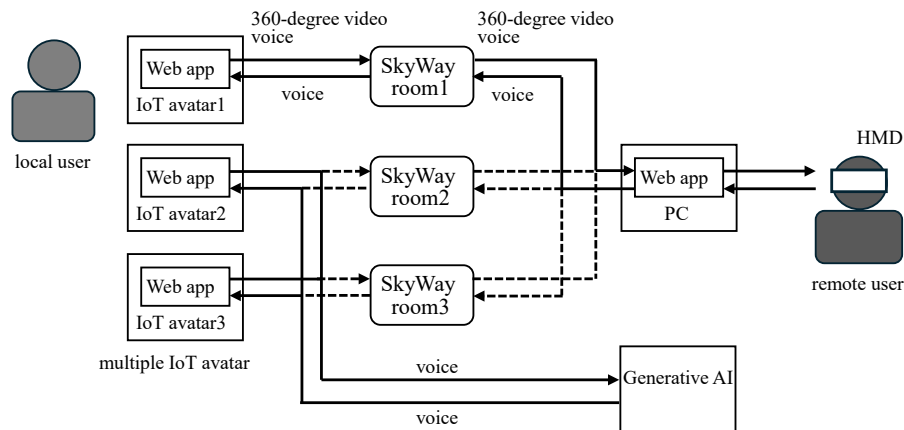 360-degree video
voice
360-degree video
voice
Web app
IoT avatar1
voice
SkyWay
room1
voice
local user
Web app
IoT avatar2
SkyWay
room2
Web app
PC
HMD
remote user
Web app
IoT avatar3
SkyWay
room3
multiple IoT avatar
voice
Generative AI
voice